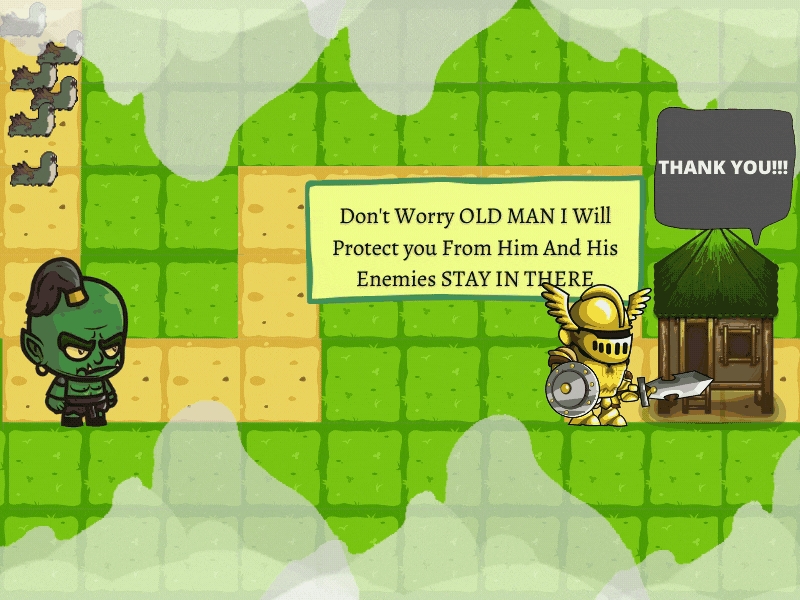 Don't Worry OLD MAN I Will
Protect you From Him And His
Enemies STAY IN THERE
THANK YOU!!!